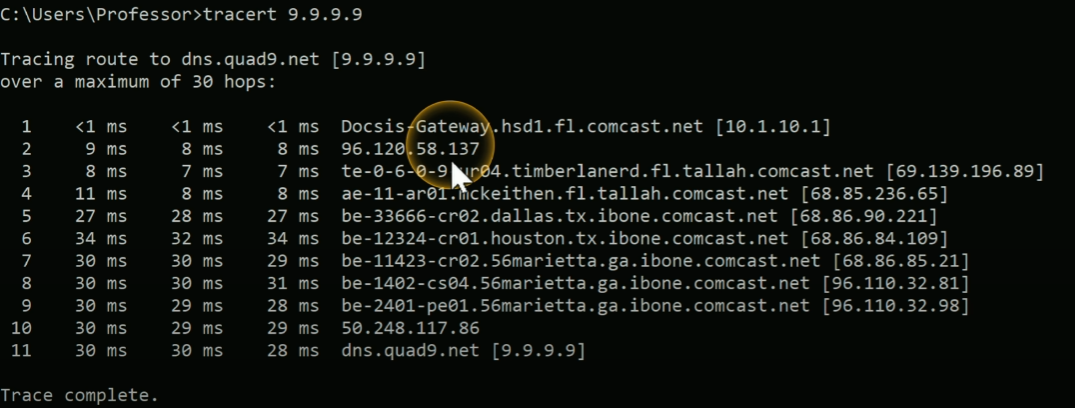 C:\Users\Professor>tracert 9.9.9.9
Tracing route to dns.quad9.net [9.9.9.9]
over a maximum of 30 hops:
1 <1 ms <1 ms <1 ms Docsis-Gateway.hsd1.fl.comcast.net [10.1.10.1]
2 9 ms 8 ms 8 ms 96.120.58.137
3 8 ms 7 ms 7 ms te-0-6-0-9-ur04.timberlanerd.fl.tallah.comcast.net [69.139.196.89]
4 11 ms 8 ms 8 ms ae-11-ar01.mckeithen.fl.tallah.comcast.net [68.85.236.65]
5 27 ms 28 ms 27 ms be-33666-cr02.dallas.tx.ibone.comcast.net [68.86.90.221]
6 34 ms 32 ms 34 ms be-12324-cr01.houston.tx.ibone.comcast.net [68.86.84.109]
7 30 ms 30 ms 29 ms be-11423-cr02.56marietta.ga.ibone.comcast.net [68.86.85.21]
8 30 ms 30 ms 31 ms be-1402-cs04.56marietta.ga.ibone.comcast.net [96.110.32.81]
9 30 ms 29 ms 28 ms be-2401-pe01.56marietta.ga.ibone.comcast.net [96.110.32.98]
10 30 ms 29 ms 29 ms 50.248.117.86
11 30 ms 30 ms 28 ms dns.quad9.net [9.9.9.9]
Trace complete.